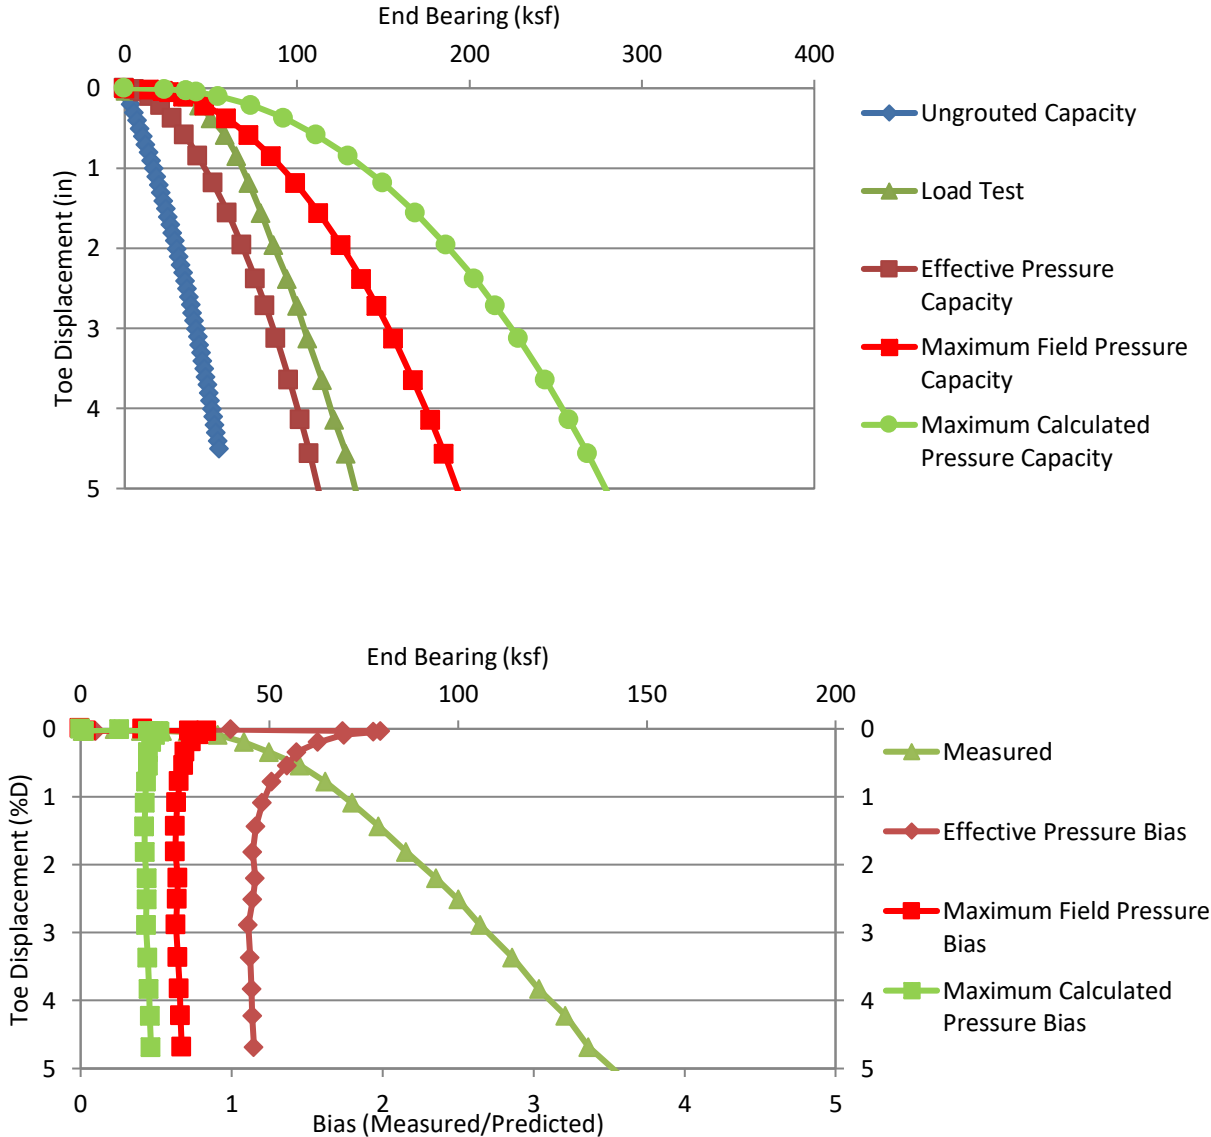 End Bearing (ksf)
0 100 200 300 400
0
1
2
3
4
5
Toe Displacement (in)
Ungrouted Capacity
Load Test
Effective Pressure
Capacity
Maximum Field Pressure
Capacity
Maximum Calculated
Pressure Capacity
End Bearing (ksf)
0 50 100 150 200
0 0
1 1
2 2
3 3
4 4
5 5
Toe Displacement (%D)
0 1 2 3 4 5
Bias (Measured/Predicted)
Measured
Effective Pressure Bias
Maximum Field Pressure
Bias
Maximum Calculated
Pressure Bias